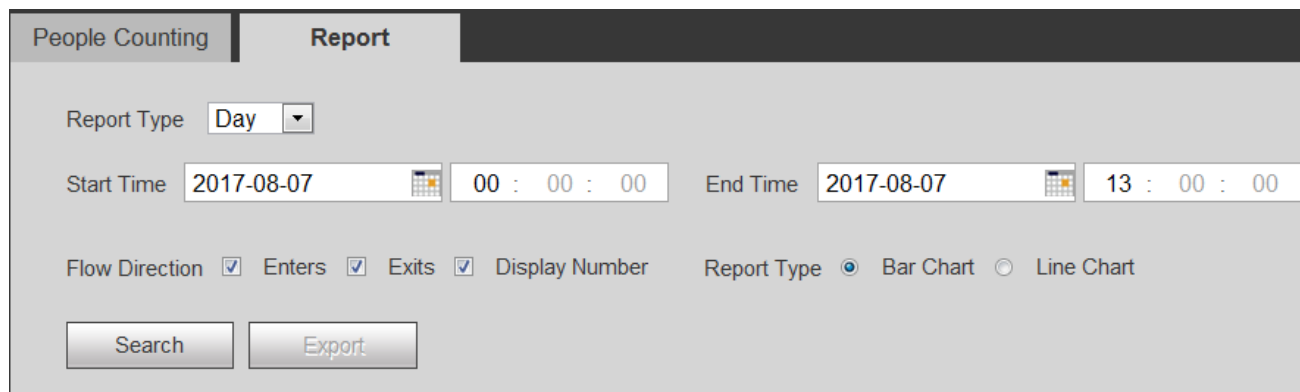 People Counting Report
Report Type Day
Start Time 2017-08-07 00 : 00 : 00 End Time 2017-08-07 13 : 00 : 00
Flow Direction Enters Exits Display Number Report Type Bar Chart Line Chart
Search Export